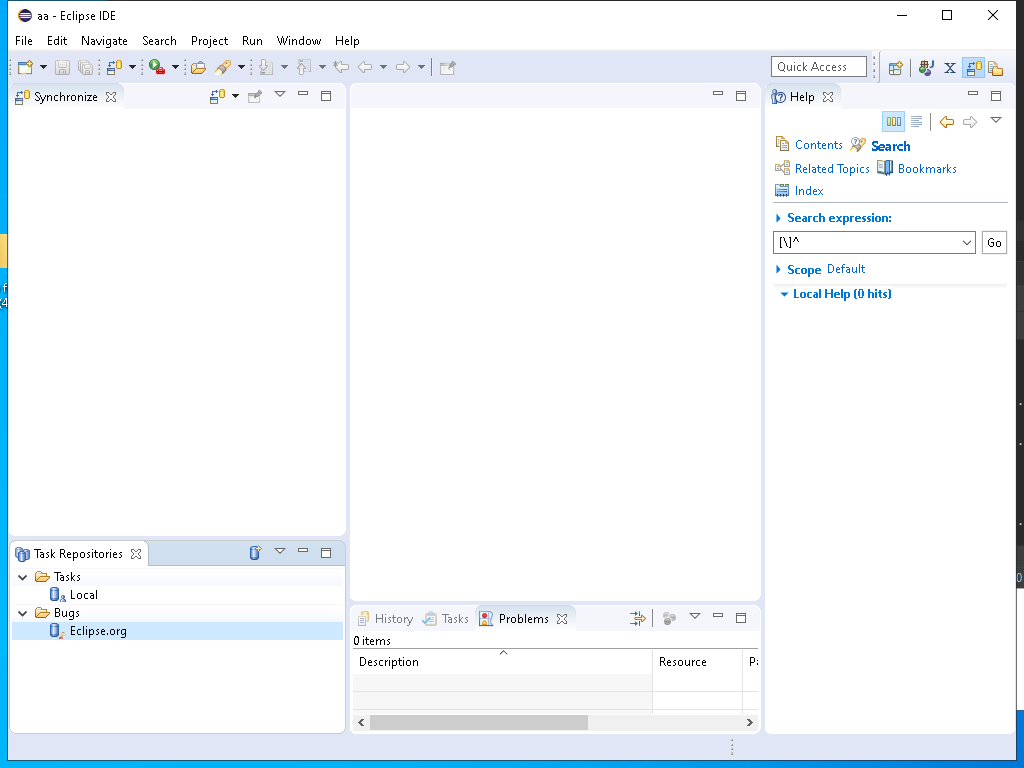 aa - Eclipse IDE
File Edit Navigate Search Project Run Window Help
Quick Access
Synchronize
Help
Contents Search
Related Topics Bookmarks
Index
Search expression:
[\]^
Go
Scope Default
Local Help (0 hits)
Task Repositories
Tasks
Local
Bugs
Eclipse.org
History Tasks Problems
0 items
Description Resource